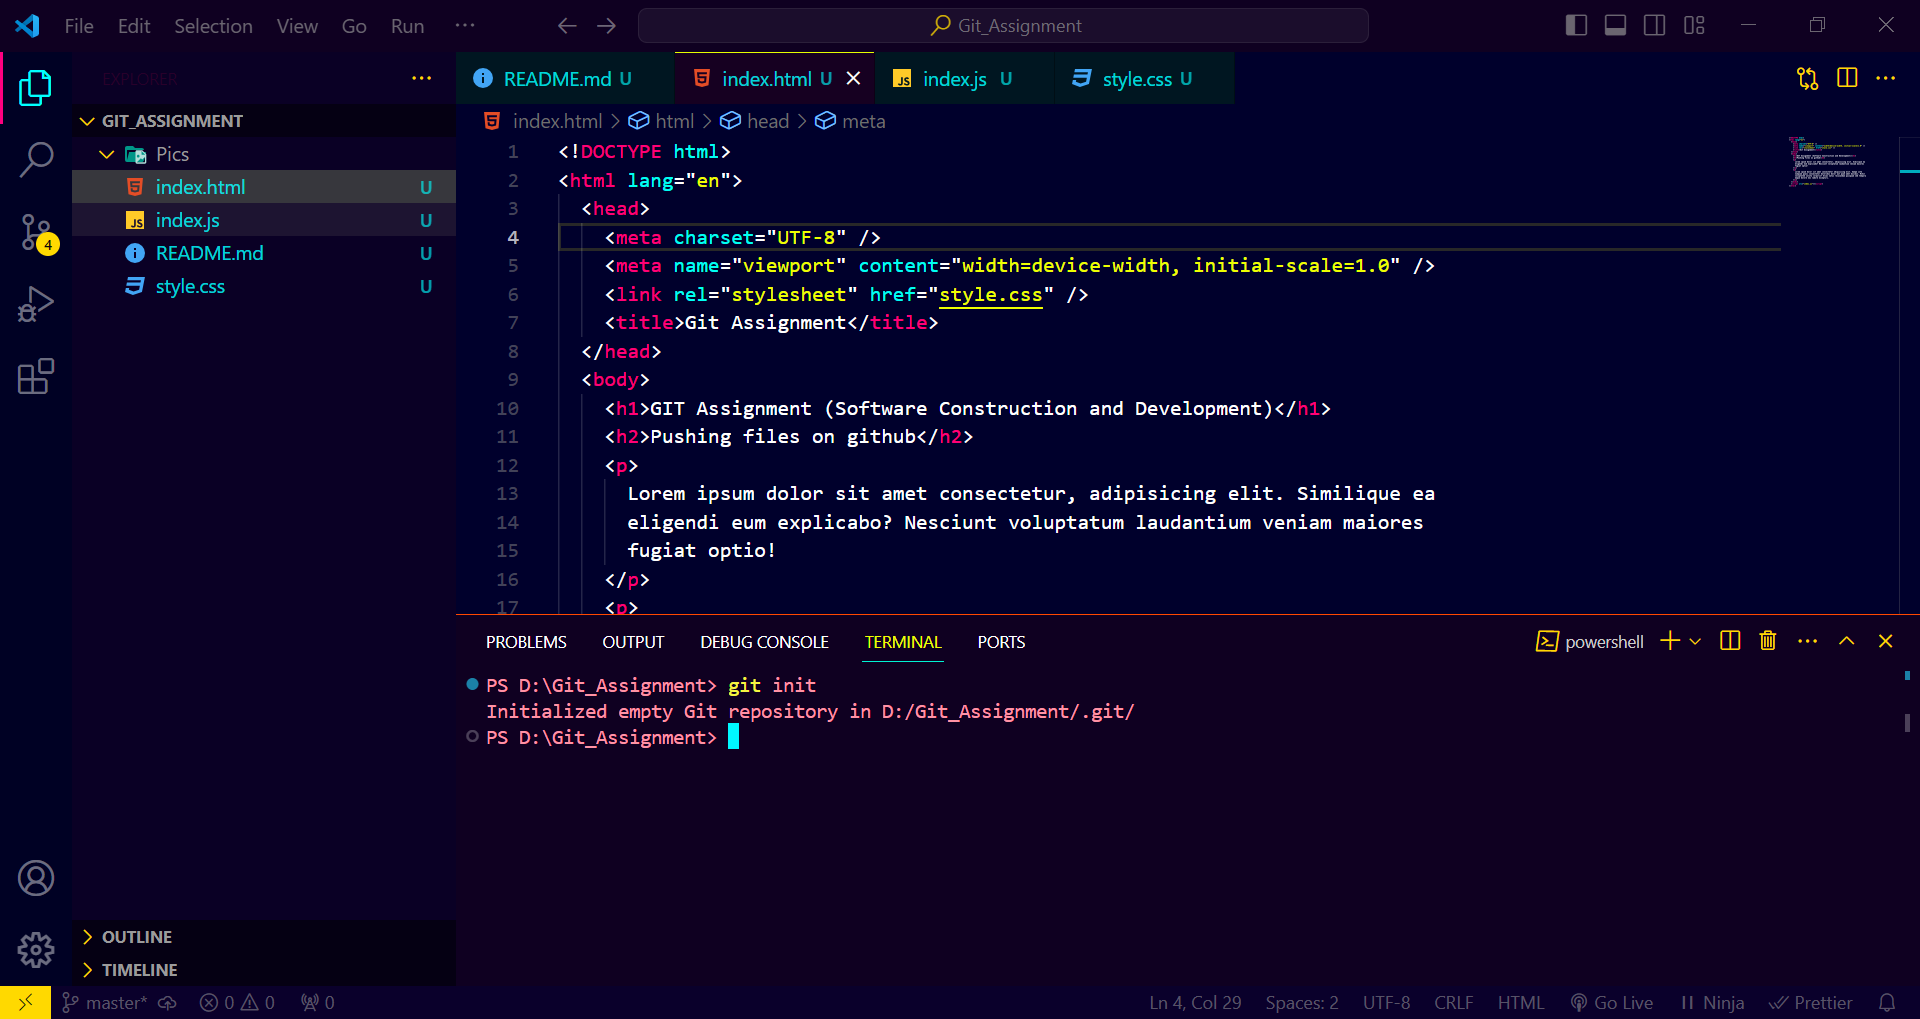 File Edit Selection View Go Run ...
Git_Assignment
EXPLORER
GIT_ASSIGNMENT
Pics
index.html U
index.js U
README.md U
style.css U
4
OUTLINE
TIMELINE
README.md U index.html U index.js U style.css U
index.html > html > head > meta
1 <!DOCTYPE html>
2 <html lang="en">
3 <head>
4 <meta charset="UTF-8" />
5 <meta name="viewport" content="width=device-width, initial-scale=1.0" />
6 <link rel="stylesheet" href="style.css" />
7 <title>Git Assignment</title>
8 </head>
9 <body>
10 <h1>GIT Assignment (Software Construction and Development)</h1>
11 <h2>Pushing files on github</h2>
12 <p>
13 Lorem ipsum dolor sit amet consectetur, adipisicing elit. Similique ea
14 eligendi eum explicabo? Nesciunt voluptatum laudantium veniam maiores
15 fugiat optio!
16 </p>
17 <p>
PROBLEMS OUTPUT DEBUG CONSOLE TERMINAL PORTS
powershell
PS D:\Git_Assignment> git init
Initialized empty Git repository in D:/Git_Assignment/.git/
PS D:\Git_Assignment>
master* 0 0 0
Ln 4, Col 29 Spaces: 2 UTF-8 CRLF HTML Go Live Ninja Prettier